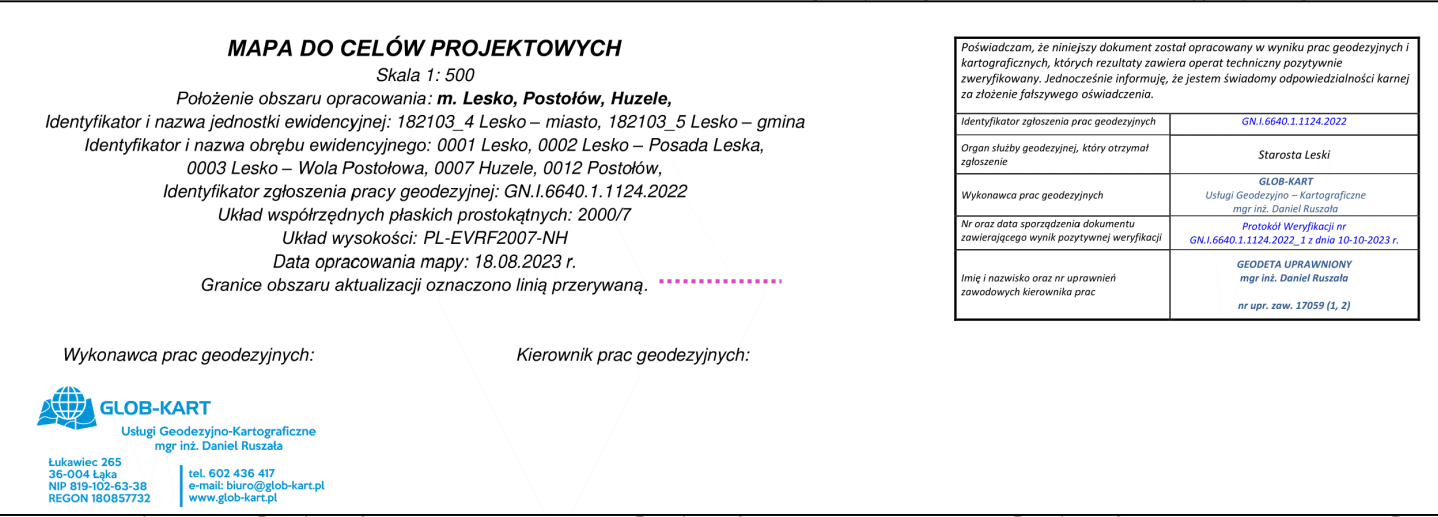 MAPA DO CELÓW PROJEKTOWYCH
Skala 1: 500
Położenie obszaru opracowania: m. Lesko, Postołów, Huzele,
Identyfikator i nazwa jednostki ewidencyjnej: 182103_4 Lesko – miasto, 182103_5 Lesko – gmina
Identyfikator i nazwa obrębu ewidencyjnego: 0001 Lesko, 0002 Lesko – Posada Leska,
0003 Lesko – Wola Postołowa, 0007 Huzele, 0012 Postołów,
Identyfikator zgłoszenia pracy geodezyjnej: GN.I.6640.1.1124.2022
Układ współrzędnych płaskich prostokątnych: 2000/7
Układ wysokości: PL-EVRF2007-NH
Data opracowania mapy: 18.08.2023 r.
Granice obszaru aktualizacji oznaczono linią przerywaną.
Wykonawca prac geodezyjnych:
Kierownik prac geodezyjnych:
GLOB-KART
Usługi Geodezyjno-Kartograficzne
mgr inż. Daniel Ruszała
Łukawiec 265
36-004 Łąka
NIP 819-102-63-38
REGON 180857732
tel. 602 436 417
e-mail: biuro@glob-kart.pl
www.glob-kart.pl
Poświadczam, że niniejszy dokument został opracowany w wyniku prac geodezyjnych i
kartograficznych, których rezultaty zawiera operat techniczny pozytywnie
zweryfikowany. Jednocześnie informuję, że jestem świadomy odpowiedzialności karnej
za złożenie fałszywego oświadczenia.
Identyfikator zgłoszenia prac geodezyjnych
GN.I.6640.1.1124.2022
Organ służby geodezyjnej, który otrzymał
zgłoszenie
Starosta Leski
Wykonawca prac geodezyjnych
GLOB-KART
Usługi Geodezyjno – Kartograficzne
mgr inż. Daniel Ruszała
Nr oraz data sporządzenia dokumentu
zawierającego wynik pozytywnej weryfikacji
Protokół Weryfikacji nr
GN.I.6640.1.1124.2022_1 z dnia 10-10-2023 r.
Imię i nazwisko oraz nr uprawnień
zawodowych kierownika prac
GEODETA UPRAWNIONY
mgr inż. Daniel Ruszała
nr upr. zaw. 17059 (1, 2)